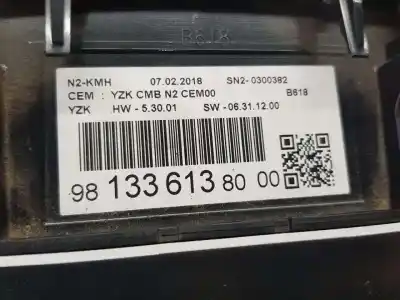 B618
N2-KMH 07.02.2018 SN2-0300382
CEM : YZK CMB N2 CEM00 B618
YZK HW - 5.30.01 SW - 06.31.12.00
98 133 613 80 00